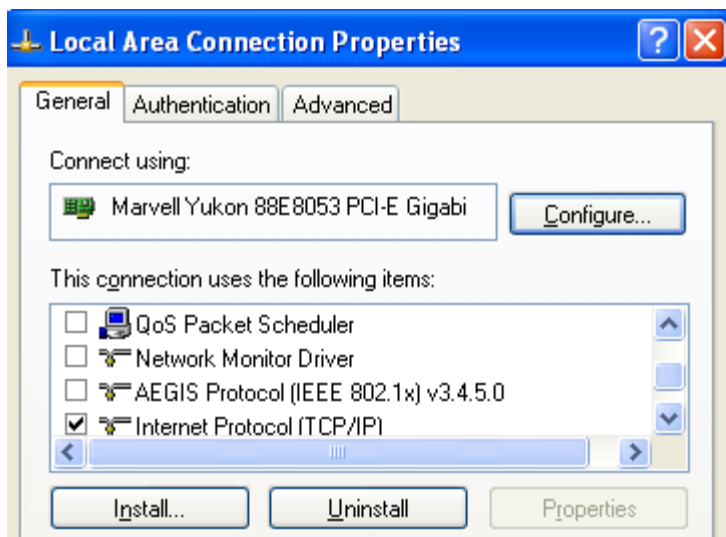 Local Area Connection Properties
General Authentication Advanced
Connect using:
Marvell Yukon 88E8053 PCI-E Gigabi
Configure...
This connection uses the following items:
QoS Packet Scheduler
Network Monitor Driver
AEGIS Protocol (IEEE 802.1x) v3.4.5.0
Internet Protocol (TCP/IP)
Install... Uninstall Properties